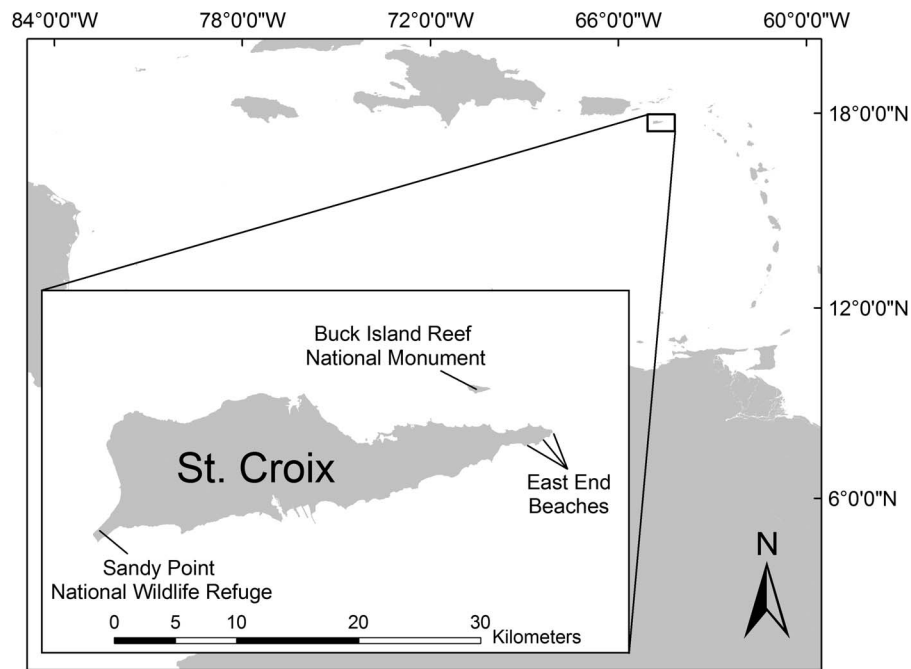 84°0'0"W 78°0'0"W 72°0'0"W 66°0'0"W 60°0'0"W
18°0'0"N
12°0'0"N
Buck Island Reef
National Monument
St. Croix
East End
Beaches
6°0'0"N
Sandy Point
National Wildlife Refuge
N
0 5 10 20 30
Kilometers